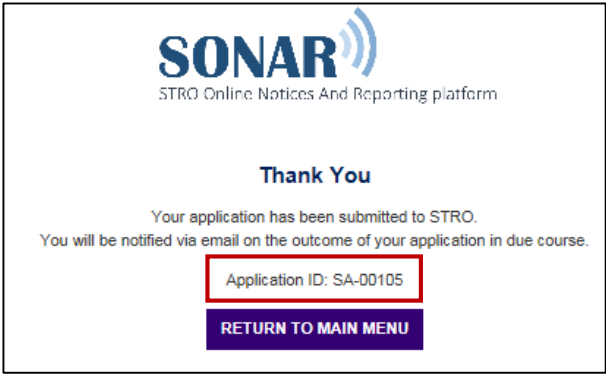 SONAR
STRO Online Notices And Reporting platform
Thank You
Your application has been submitted to STRO.
You will be notified via email on the outcome of your application in due course.
Application ID: SA-00105
RETURN TO MAIN MENU